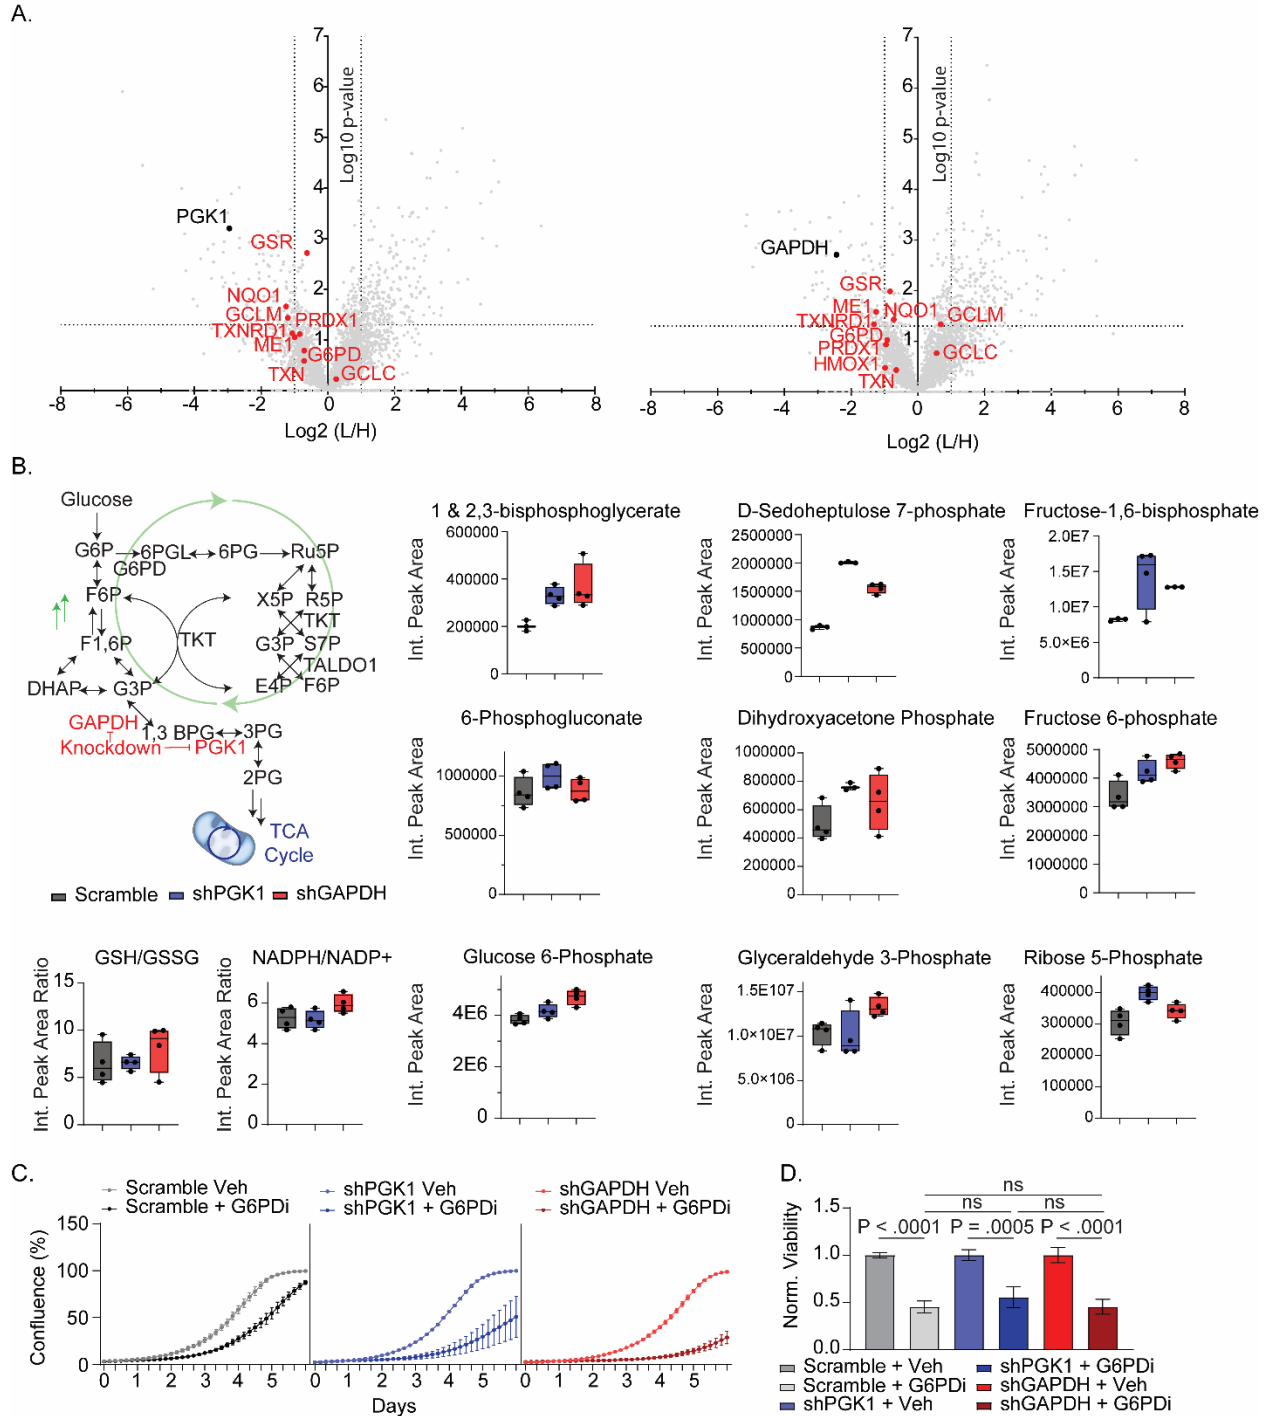 A.
7
6
5
4
3
2
1
Log10 p-value
PGK1
GSR
NQO1
GCLM
PRDX1
TXNRD1
ME1
G6PD
TXN
GCLC
-8 -6 -4 -2 0 2 4 6 8
Log2 (L/H)
7
6
5
4
3
2
1
Log10 p-value
GAPDH
GSR
ME1
NQO1
GCLM
TXNRD1
G6PD
PRDX1
GCLC
HMOX1
TXN
-8 -6 -4 -2 0 2 4 6 8
Log2 (L/H)
B.
Glucose
G6P 6PGL 6PG Ru5P
G6PD
F6P
X5P R5P
TKT
TKT
F1,6P
G3P S7P
TALDO1
DHAP G3P
E4P F6P
GAPDH
1,3 BPG 3PG
Knockdown PGK1
2PG
TCA
Cycle
Scramble shPGK1 shGAPDH
1 & 2,3-bisphosphoglycerate
Int. Peak Area
600000
400000
200000
0
D-Sedoheptulose 7-phosphate
Int. Peak Area
2500000
2000000
1500000
1000000
500000
0
Fructose-1,6-bisphosphate
Int. Peak Area
2.0E7
1.5E7
1.0E7
5.0×E6
0
6-Phosphogluconate
Int. Peak Area
1000000
500000
0
Dihydroxyacetone Phosphate
Int. Peak Area
1000000
800000
600000
400000
200000
0
Fructose 6-phosphate
Int. Peak Area
5000000
4000000
3000000
2000000
1000000
0
GSH/GSSG
Int. Peak Area Ratio
15
10
5
0
NADPH/NADP+
Int. Peak Area Ratio
6
4
2
0
Glucose 6-Phosphate
Int. Peak Area
4E6
2E6
0
Glyceraldehyde 3-Phosphate
Int. Peak Area
1.5E107
1.0×E107
5.0×106
0
Ribose 5-Phosphate
Int. Peak Area
400000
300000
200000
100000
0
C.
Scramble Veh
Scramble + G6PDi
shPGK1 Veh
shPGK1 + G6PDi
shGAPDH Veh
shGAPDH + G6PDi
Confluence (%)
150
100
50
0
0 1 2 3 4 5
0 1 2 3 4 5
0 1 2 3 4 5
Days
D.
ns
ns ns
P < .0001 P = .0005 P < .0001
Norm. Viability
1.5
1.0
0.5
0.0
Scramble + Veh
Scramble + G6PDi
shPGK1 + Veh
shPGK1 + G6PDi
shGAPDH + Veh
shGAPDH + G6PDi